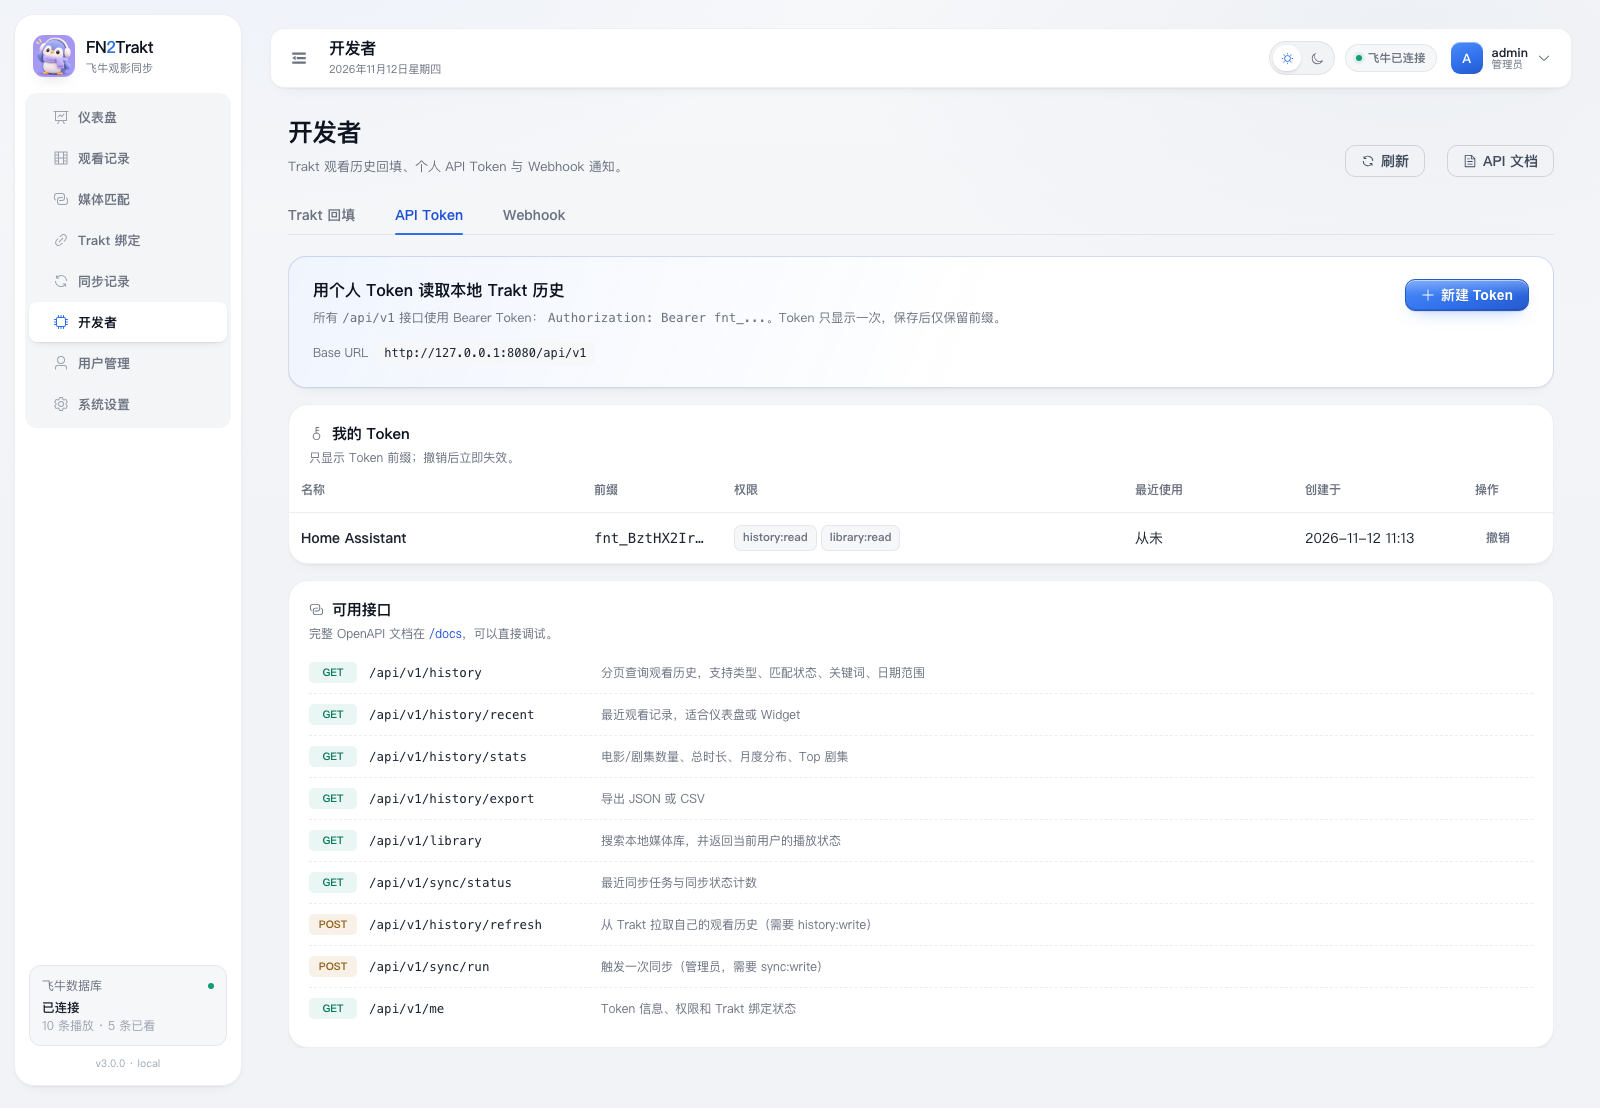 FN2Trakt
飞牛观影同步
仪表盘
观看记录
媒体匹配
Trakt 绑定
同步记录
开发者
用户管理
系统设置
飞牛数据库
已连接
10 条播放 · 5 条已看
v3.0.0 · local
开发者
2026年11月12日星期四
飞牛已连接
A
admin
管理员
开发者
Trakt 观看历史回填、个人 API Token 与 Webhook 通知。
刷新
API 文档
Trakt 回填
API Token
Webhook
用个人 Token 读取本地 Trakt 历史
所有 /api/v1 接口使用 Bearer Token： Authorization: Bearer fnt_...。Token 只显示一次，保存后仅保留前缀。
Base URL http://127.0.0.1:8080/api/v1
新建 Token
我的 Token
只显示 Token 前缀；撤销后立即失效。
名称 前缀 权限 最近使用 创建于 操作
Home Assistant fnt_BztHX2Ir… history:read library:read 从未 2026-11-12 11:13 撤销
可用接口
完整 OpenAPI 文档在 /docs，可以直接调试。
GET /api/v1/history 分页查询观看历史，支持类型、匹配状态、关键词、日期范围
GET /api/v1/history/recent 最近观看记录，适合仪表盘或 Widget
GET /api/v1/history/stats 电影/剧集数量、总时长、月度分布、Top 剧集
GET /api/v1/history/export 导出 JSON 或 CSV
GET /api/v1/library 搜索本地媒体库，并返回当前用户的播放状态
GET /api/v1/sync/status 最近同步任务与同步状态计数
POST /api/v1/history/refresh 从 Trakt 拉取自己的观看历史（需要 history:write）
POST /api/v1/sync/run 触发一次同步（管理员，需要 sync:write）
GET /api/v1/me Token 信息、权限和 Trakt 绑定状态